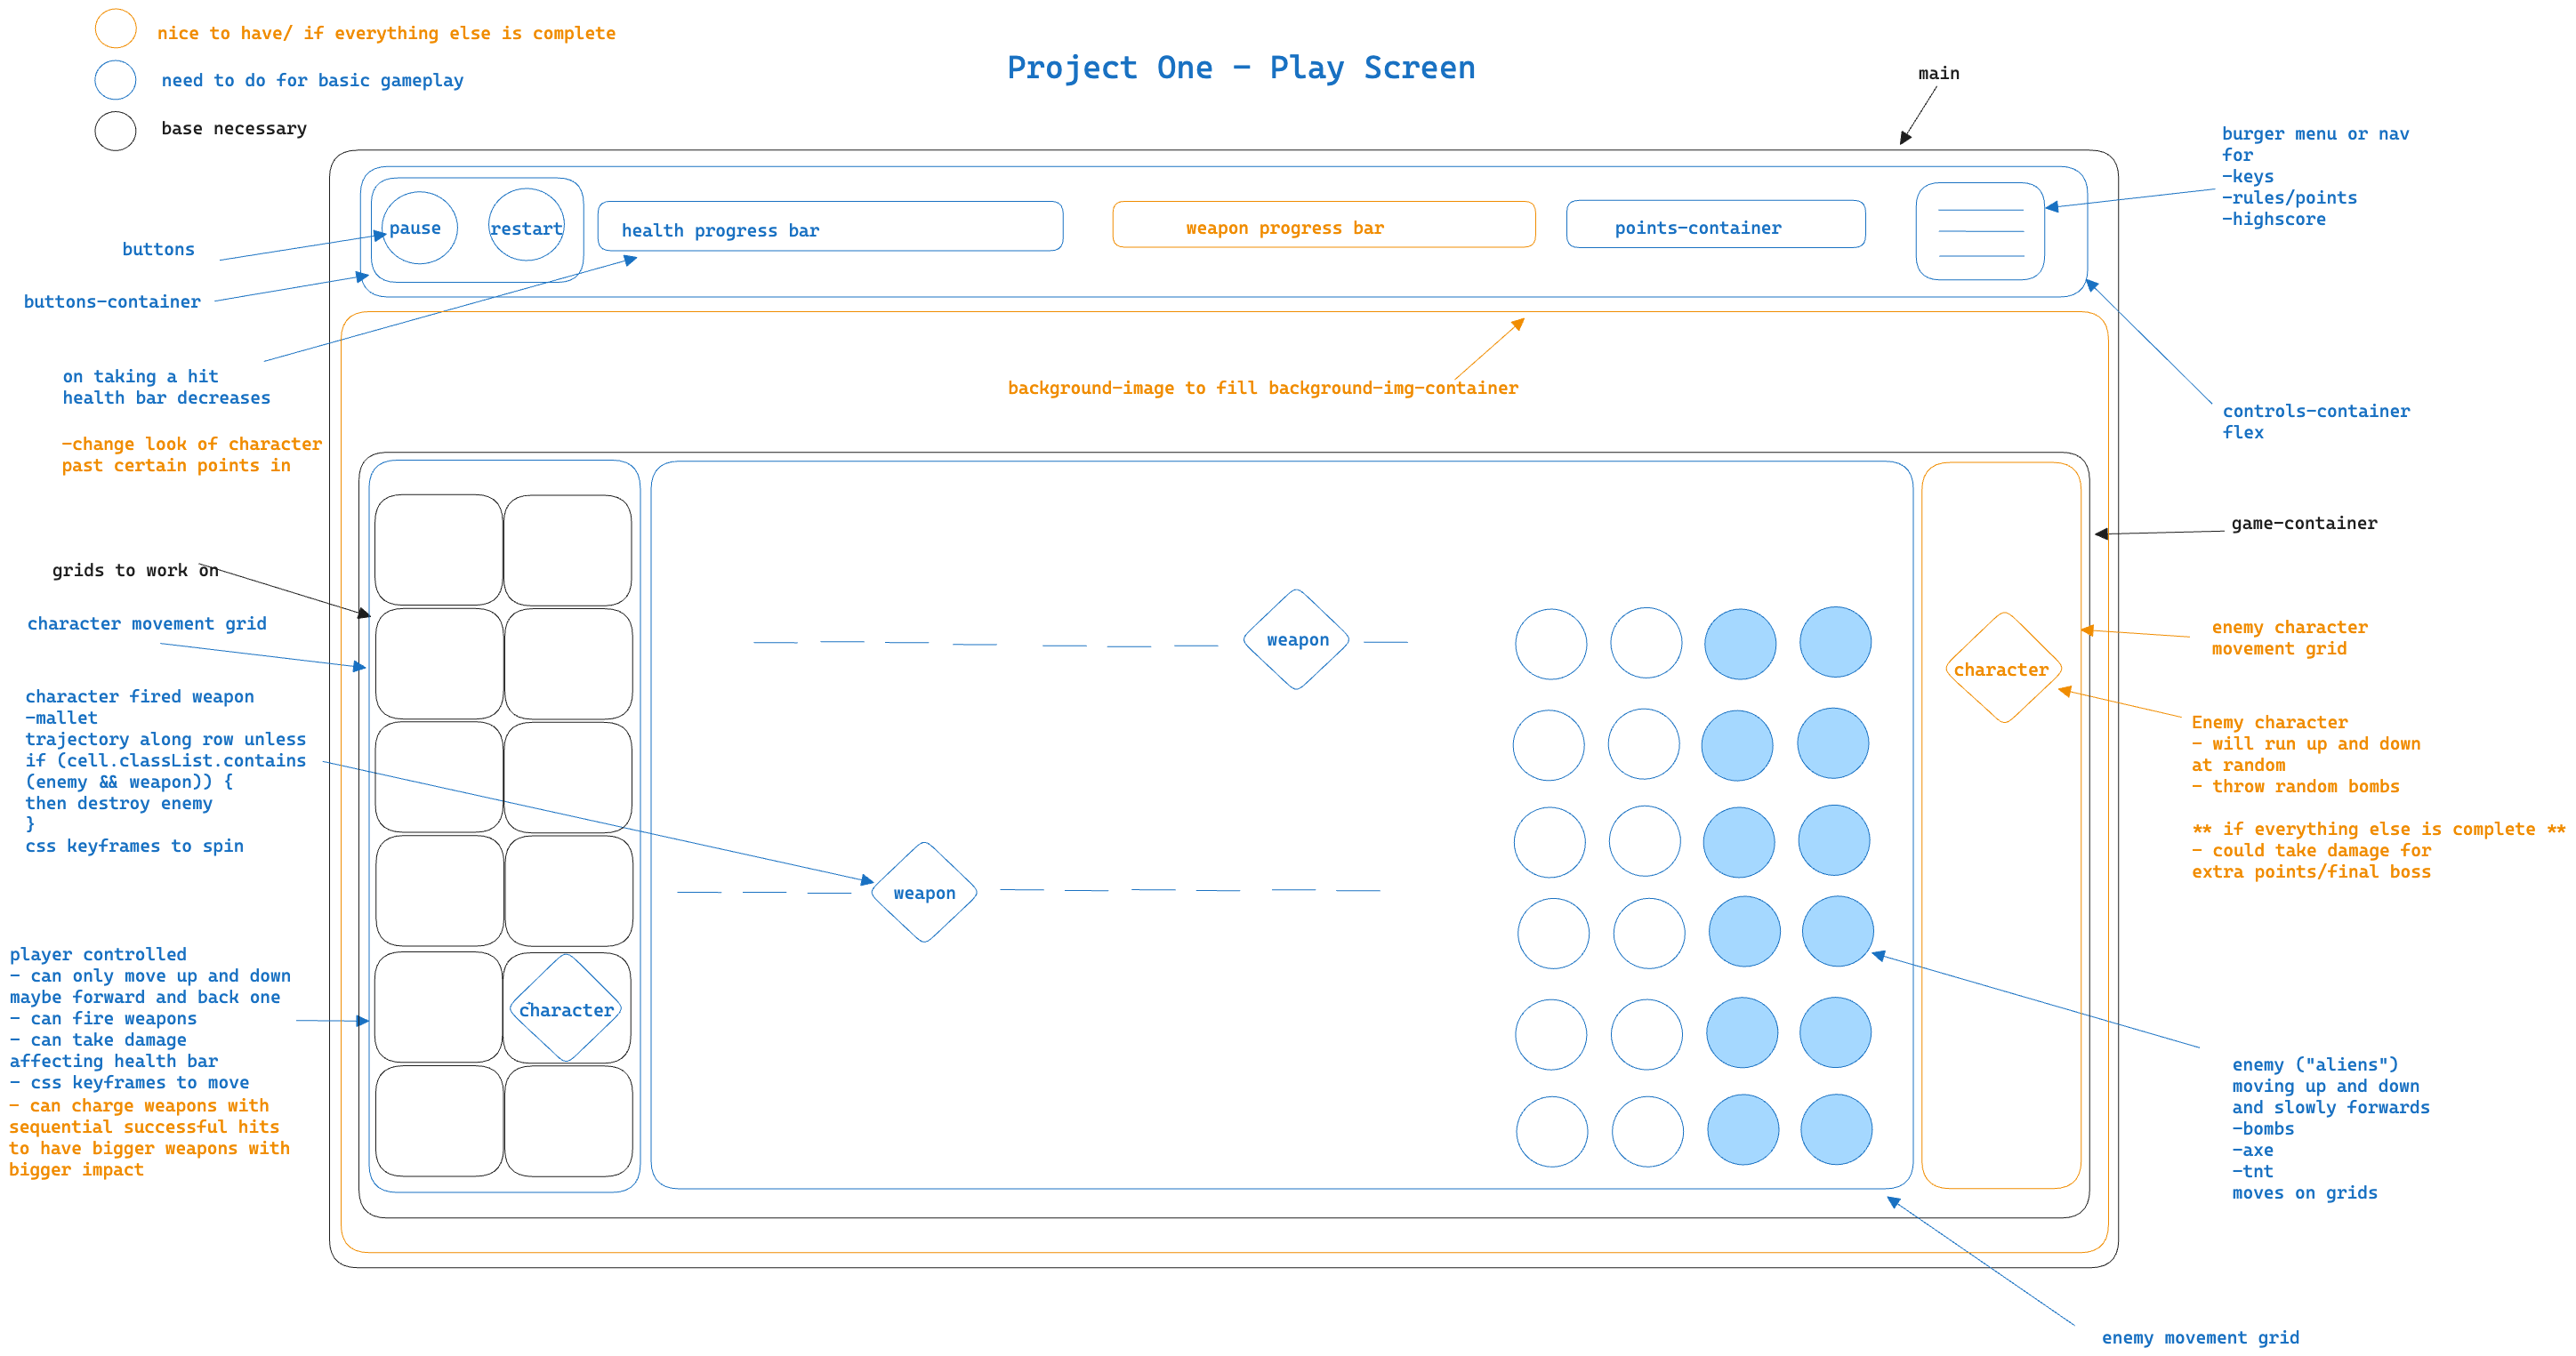 nice to have/ if everything else is complete
need to do for basic gameplay
base necessary
Project One - Play Screen
main
burger menu or nav
for
-keys
-rules/points
-highscore
pause
restart
health progress bar
weapon progress bar
points-container
buttons
buttons-container
on taking a hit
health bar decreases
-change look of character
past certain points in
background-image to fill background-img-container
controls-container
flex
game-container
grids to work on
character movement grid
character fired weapon
-mallet
trajectory along row unless
if (cell.classList.contains
(enemy && weapon)) {
then destroy enemy
}
css keyframes to spin
weapon
weapon
character
enemy character
movement grid
Enemy character
- will run up and down
at random
- throw random bombs
** if everything else is complete **
- could take damage for
extra points/final boss
player controlled
- can only move up and down
maybe forward and back one
- can fire weapons
- can take damage
affecting health bar
- css keyframes to move
- can charge weapons with
sequential successful hits
to have bigger weapons with
bigger impact
character
enemy ("aliens")
moving up and down
and slowly forwards
-bombs
-axe
-tnt
moves on grids
enemy movement grid